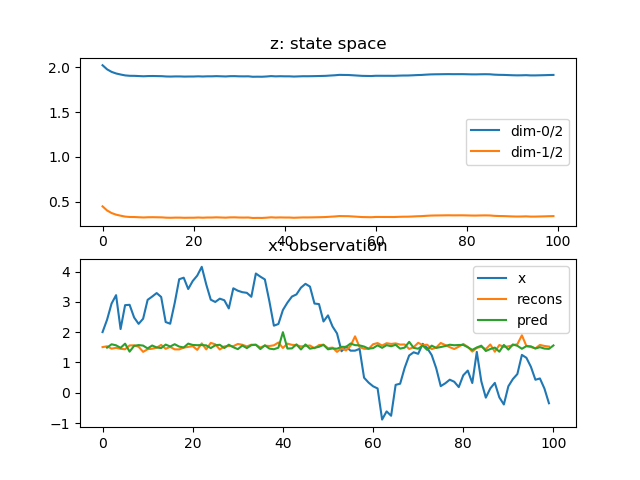 z: state space
2.0
1.5
1.0
0.5
dim-0/2
dim-1/2
0 20 40 60 80 100
x: observation
4
3
2
1
0
−1
x
recons
pred
0 20 40 60 80 100